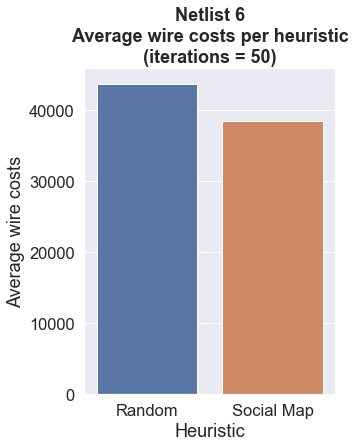 Netlist 6
Average wire costs per heuristic
(iterations = 50)
Average wire costs
40000
30000
20000
10000
0
Random
Social Map
Heuristic